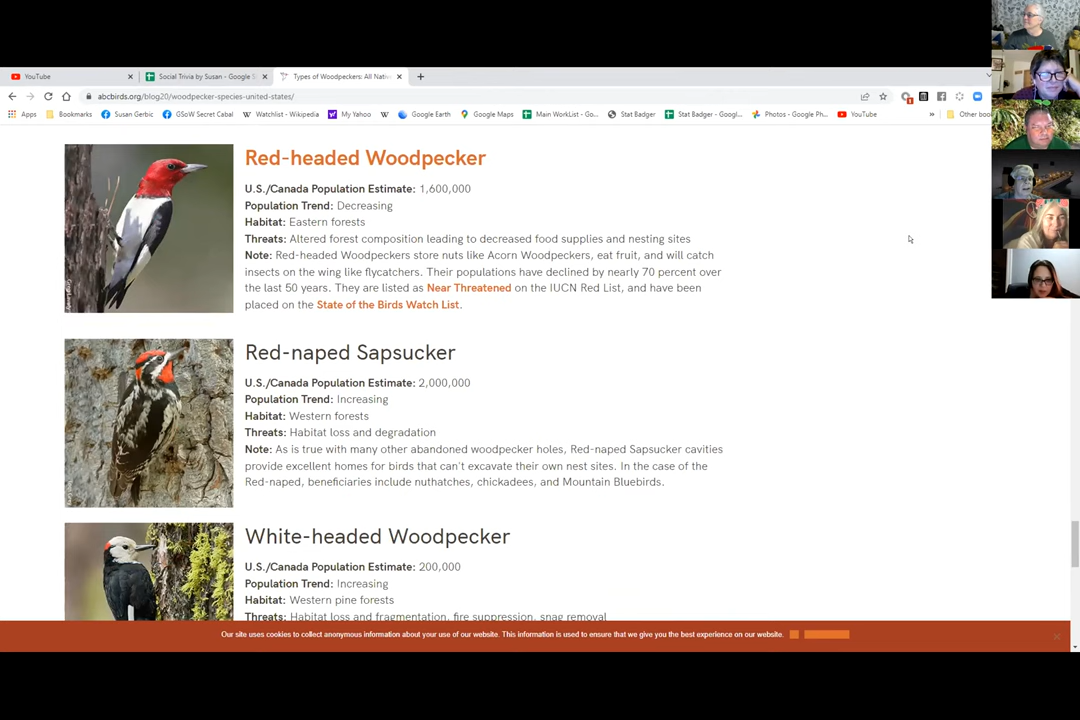 YouTube
Social Trivia by Susan - Google S
Types of Woodpeckers: All Nativ
abcbirds.org/blog20/woodpecker-species-united-states/
Apps Bookmarks Susan Gerbic GSoW Secret Cabal Watchlist - Wikipedia My Yahoo Google Earth Google Maps Main WorkList - Go... Stat Badger Stat Badger - Googl... Photos - Google Ph... YouTube » Other boo
Red-headed Woodpecker
U.S./Canada Population Estimate: 1,600,000
Population Trend: Decreasing
Habitat: Eastern forests
Threats: Altered forest composition leading to decreased food supplies and nesting sites
Note: Red-headed Woodpeckers store nuts like Acorn Woodpeckers, eat fruit, and will catch
insects on the wing like flycatchers. Their populations have declined by nearly 70 percent over
the last 50 years. They are listed as Near Threatened on the IUCN Red List, and have been
placed on the State of the Birds Watch List.
Red-naped Sapsucker
U.S./Canada Population Estimate: 2,000,000
Population Trend: Increasing
Habitat: Western forests
Threats: Habitat loss and degradation
Note: As is true with many other abandoned woodpecker holes, Red-naped Sapsucker cavities
provide excellent homes for birds that can't excavate their own nest sites. In the case of the
Red-naped, beneficiaries include nuthatches, chickadees, and Mountain Bluebirds.
White-headed Woodpecker
U.S./Canada Population Estimate: 200,000
Population Trend: Increasing
Habitat: Western pine forests
Threats: Habitat loss and fragmentation, fire suppression, snag removal
Our site uses cookies to collect anonymous information about your use of our website. This information is used to ensure that we give you the best experience on our website.